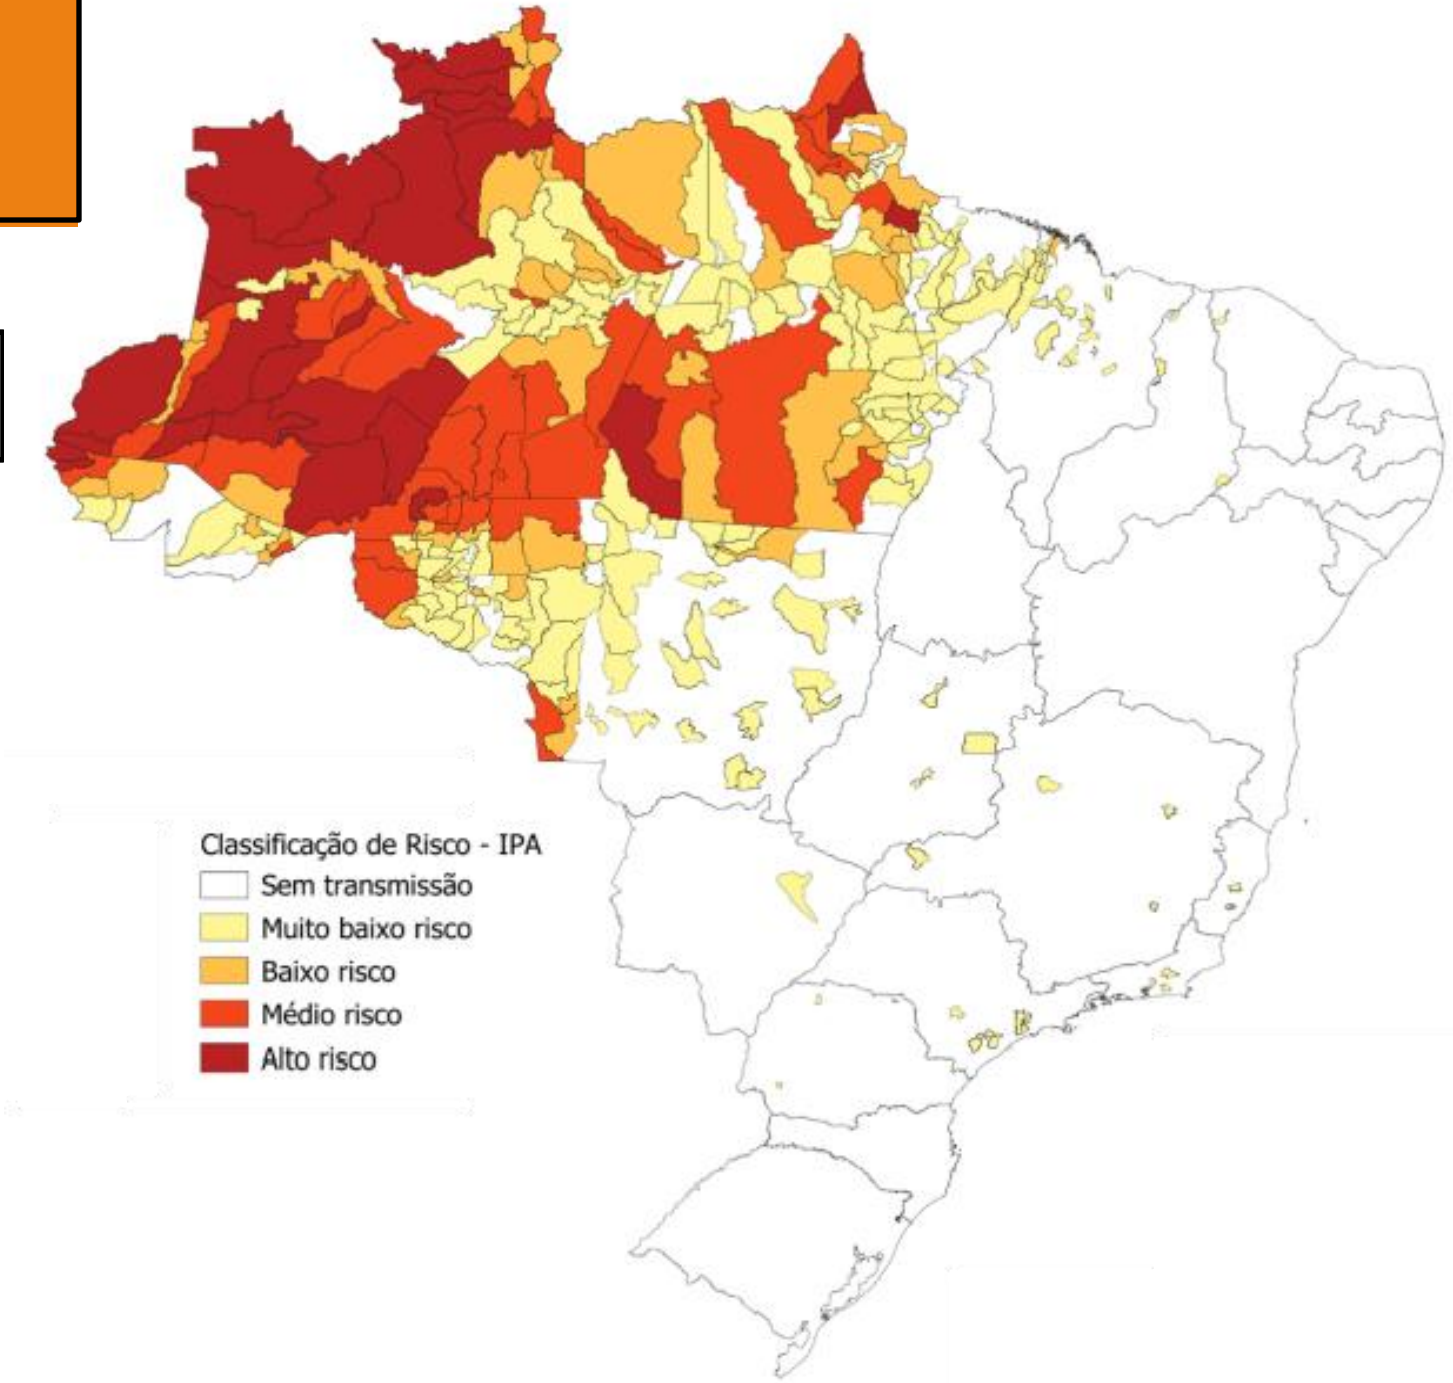 Classificação de Risco - IPA
Sem transmissão
Muito baixo risco
Baixo risco
Médio risco
Alto risco